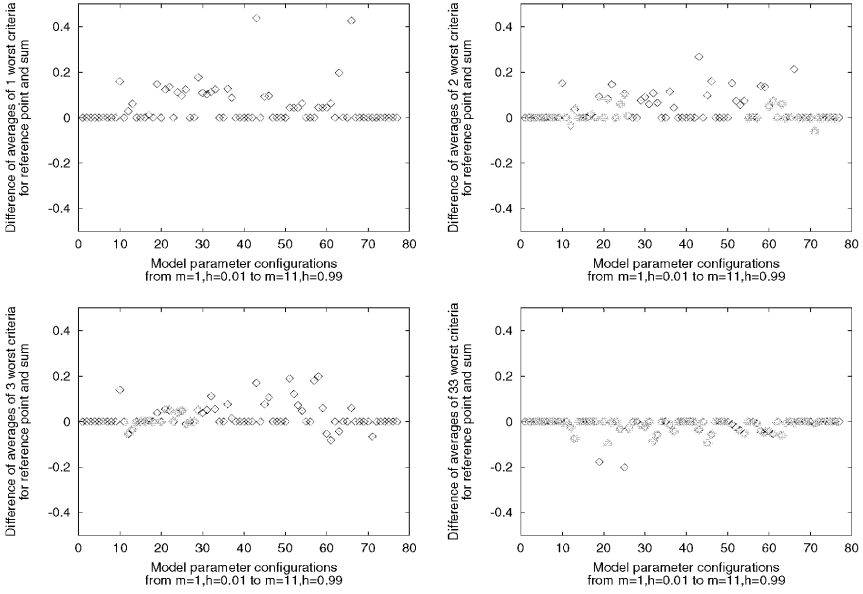 Difference of averages of 1 worst criteria
for reference point and sum
0.4
0.2
0
-0.2
-0.4
0 10 20 30 40 50 60 70 80
Model parameter configurations
from m=1,h=0.01 to m=11,h=0.99
Difference of averages of 2 worst criteria
for reference point and sum
0.4
0.2
0
-0.2
-0.4
0 10 20 30 40 50 60 70 80
Model parameter configurations
from m=1,h=0.01 to m=11,h=0.99
Difference of averages of 3 worst criteria
for reference point and sum
0.4
0.2
0
-0.2
-0.4
0 10 20 30 40 50 60 70 80
Model parameter configurations
from m=1,h=0.01 to m=11,h=0.99
Difference of averages of 33 worst criteria
for reference point and sum
0.4
0.2
0
-0.2
-0.4
0 10 20 30 40 50 60 70 80
Model parameter configurations
from m=1,h=0.01 to m=11,h=0.99